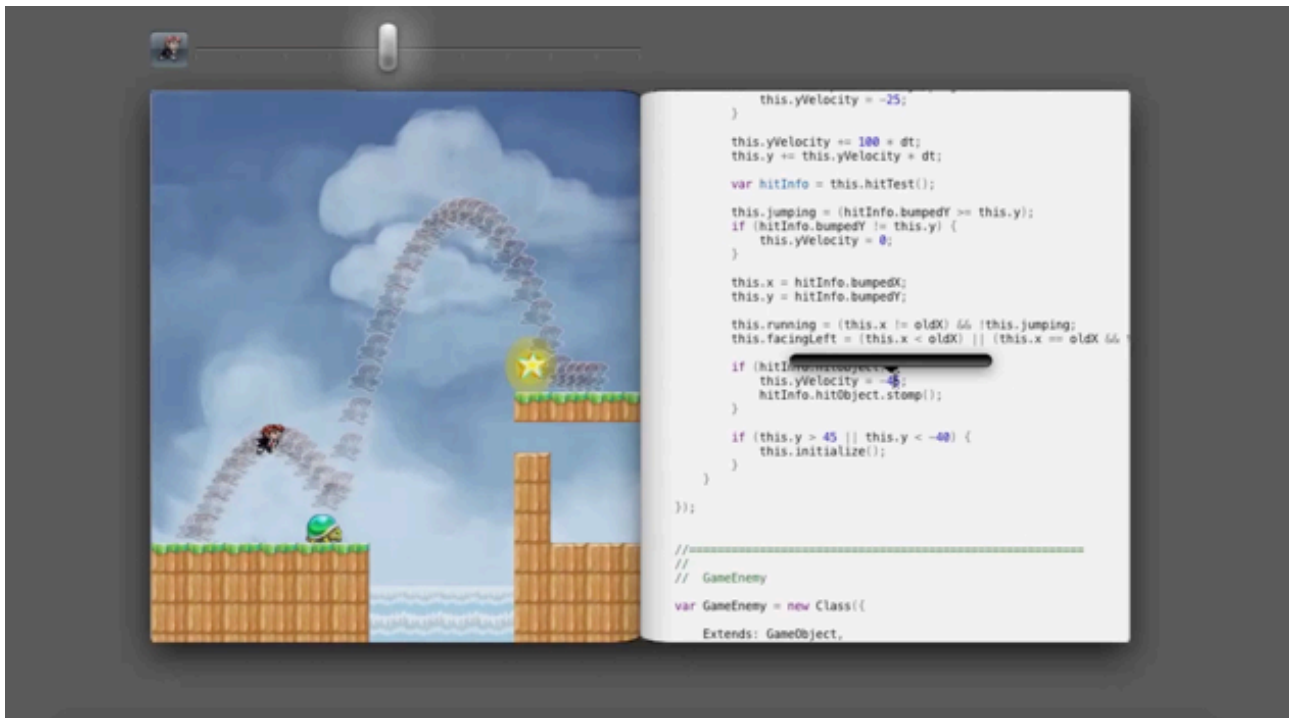 this.yVelocity = -25;
}
this.yVelocity += 100 * dt;
this.y += this.yVelocity * dt;
var hitInfo = this.hitTest();
this.jumping = (hitInfo.bumpedY >= this.y);
if (hitInfo.bumpedY != this.y) {
this.yVelocity = 0;
}
this.x = hitInfo.bumpedX;
this.y = hitInfo.bumpedY;
this.running = (this.x != oldX) && !this.jumping;
this.facingLeft = (this.x < oldX) || (this.x == oldX &&
if
this.yVelocity =
hitInfo.hitObject.stomp();
}
if (this.y > 45 || this.y < -40) {
this.initialize();
}
}
});
//========================================================
//
// GameEnemy
var GameEnemy = new Class({
Extends: GameObject,